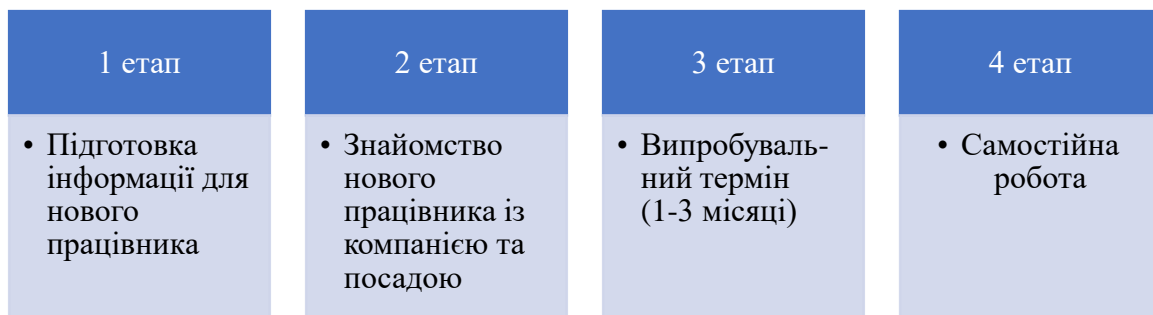 1 етап
• Підготовка
інформації для
нового
працівника
2 етап
• Знайомство
нового
працівника із
компанією та
посадою
3 етап
• Випробуваль-
ний термін
(1-3 місяці)
4 етап
• Самостійна
робота